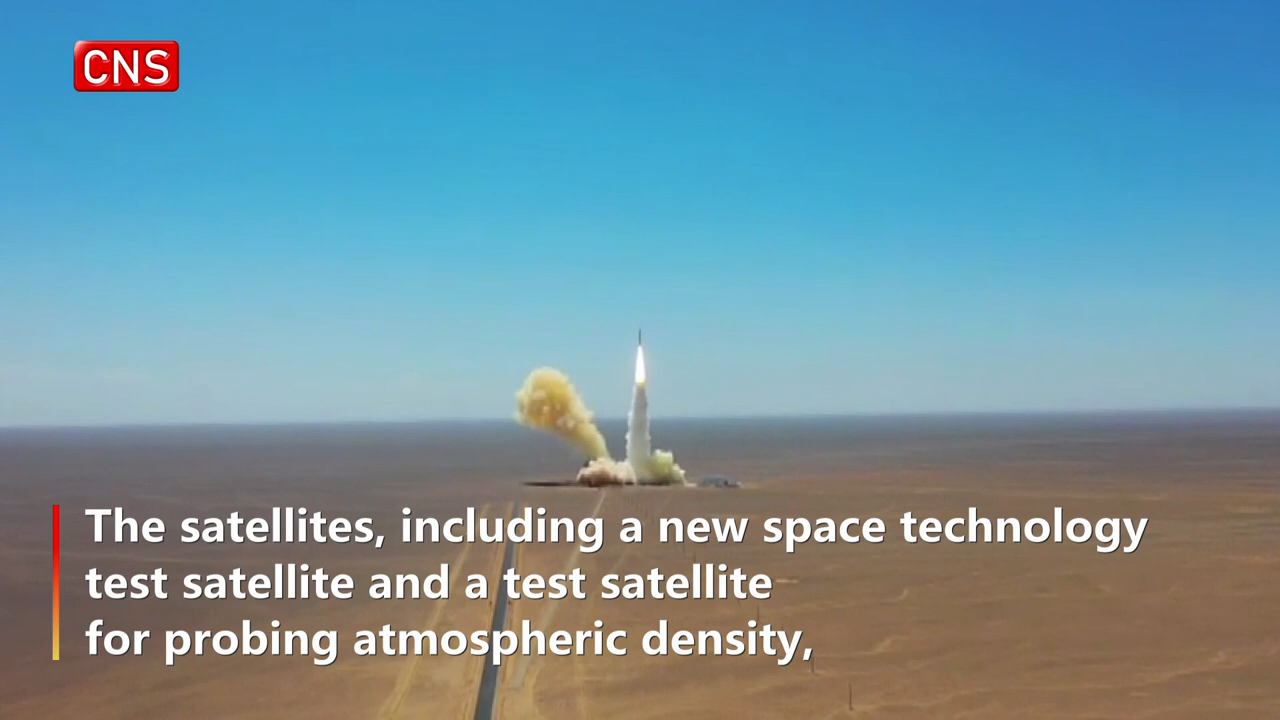 CNS
The satellites, including a new space technology
test satellite and a test satellite
for probing atmospheric density,